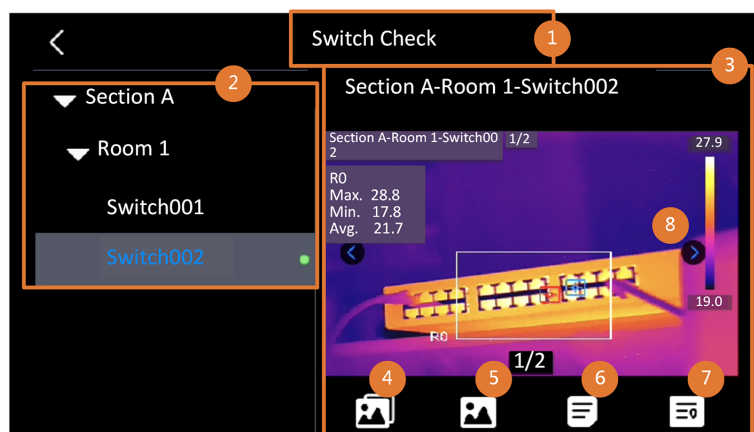 Switch Check
1
2
3
Section A
Section A-Room 1-Switch002
Room 1
Section A-Room 1-Switch00
2
1/2
27.9
R0
Max. 28.8
Min. 17.8
Avg. 21.7
Switch001
Switch002
8
19.0
R0
1/2
4
5
6
7